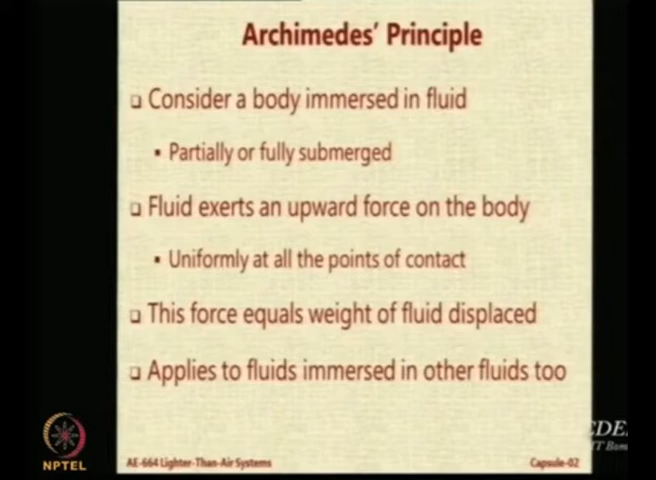 Archimedes' Principle
Consider a body immersed in fluid
Partially or fully submerged
Fluid exerts an upward force on the body
Uniformly at all the points of contact
This force equals weight of fluid displaced
Applies to fluids immersed in other fluids too
NPTEL
AE-664 Lighter-Than-Air Systems
Capsule-02